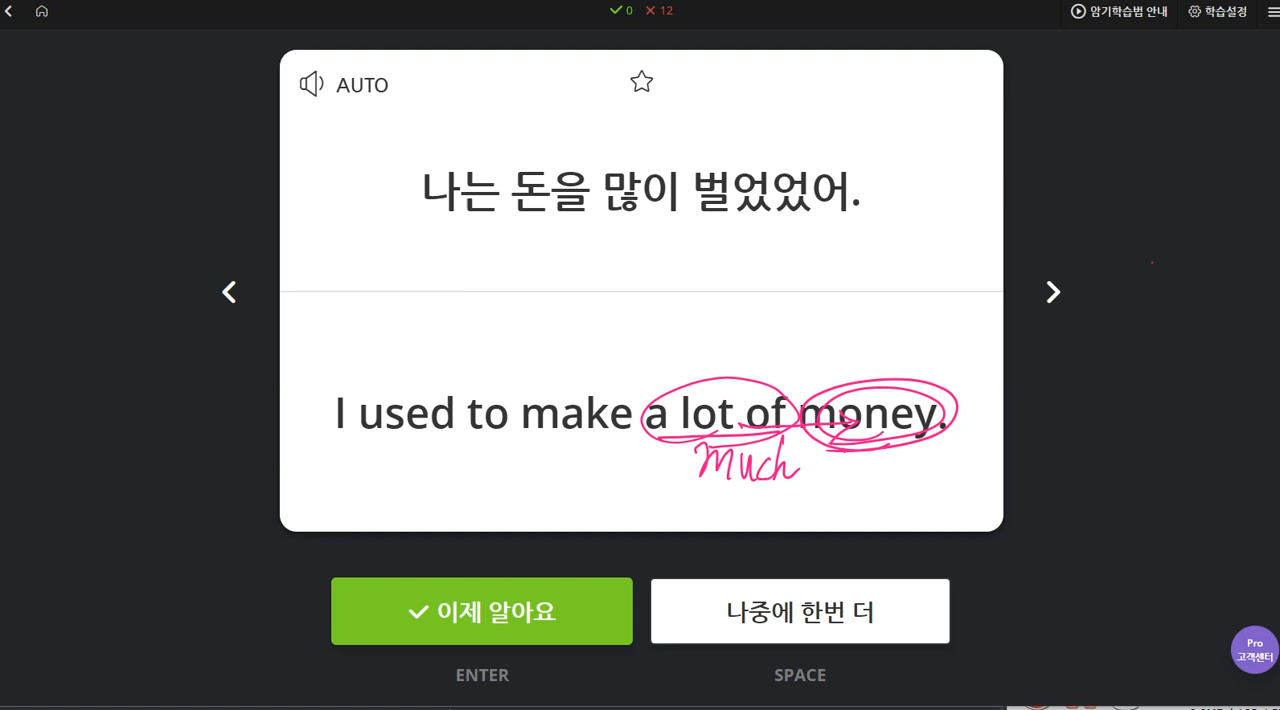 0 12 암기학습법 안내 학습설정
AUTO
나는 돈을 많이 벌었었어.
I used to make a lot of money.
Much
이제 알아요 나중에 한번 더
ENTER SPACE
Pro
고객센터